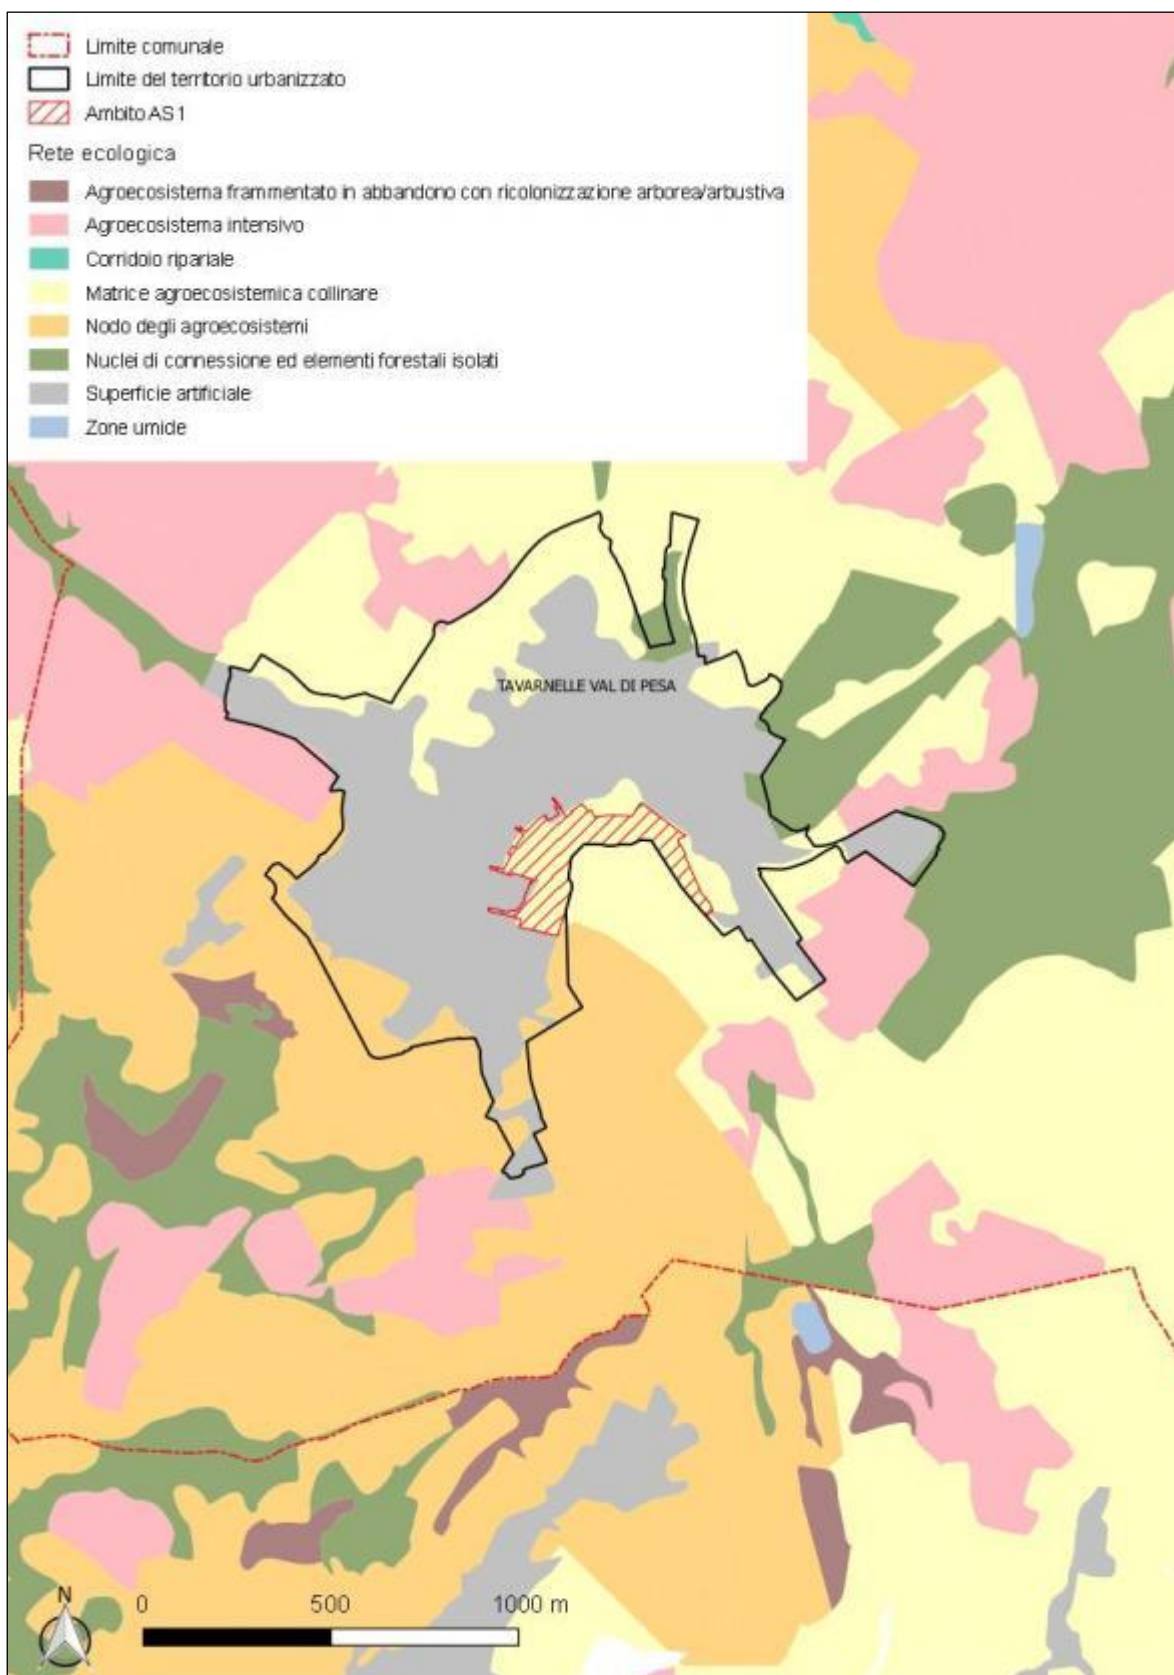 Limite comunale
Limite del territorio urbanizzato
Ambito AS1
Rete ecologica
Agroecosistema frammentato in abbandono con ricolonizzazione arborea/arbustiva
Agroecosistema intensivo
Corridoio ripariale
Matrice agroecosistemica collinare
Nodo degli agroecosistemi
Nuclei di connessione ed elementi forestali isolati
Superficie artificiale
Zone umide
TAVARNELLE VAL DI PESA
N
0 500 1000 m